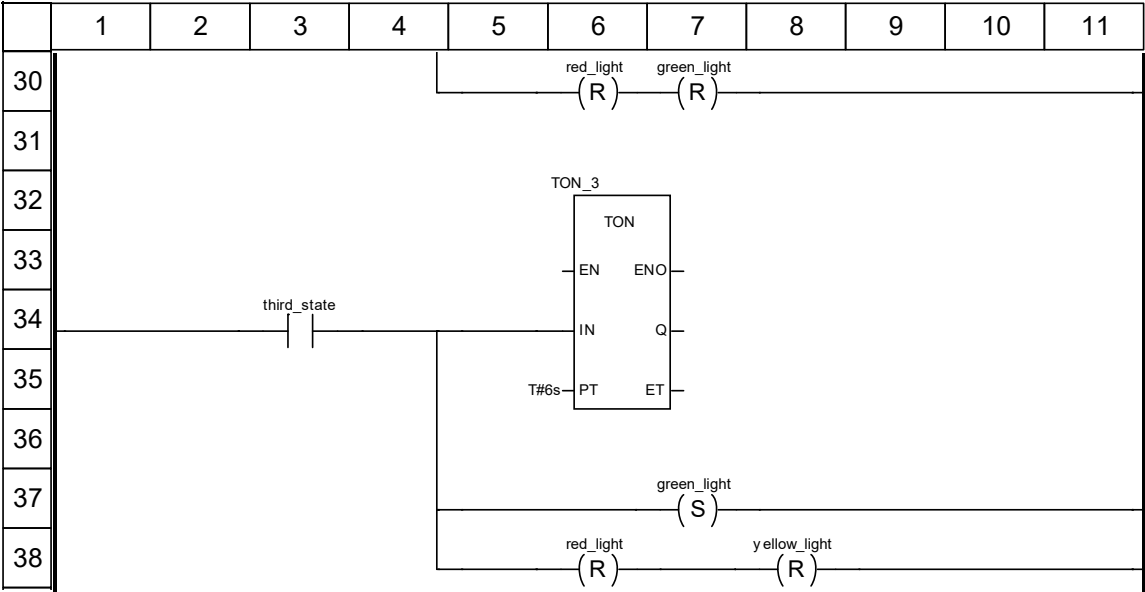 1 2 3 4 5 6 7 8 9 10 11
30
red_light green_light
R R
31
32
TON_3
TON
33
EN ENO
34
third_state
IN Q
35
T#6s PT ET
36
37
green_light
S
38
red_light yellow_light
R R